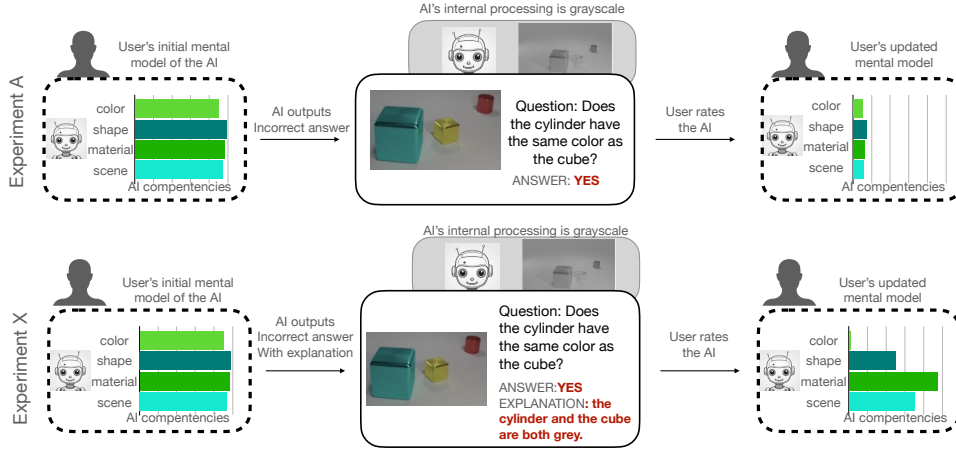 Experiment A
User's initial mental
model of the AI
color
shape
material
scene
AI compentencies
AI outputs
Incorrect answer
AI's internal processing is grayscale
Question: Does
the cylinder have
the same color as
the cube?
ANSWER: YES
User rates
the AI
User's updated
mental model
color
shape
material
scene
AI compentencies
Experiment X
User's initial mental
model of the AI
color
shape
material
scene
AI compentencies
AI outputs
Incorrect answer
With explanation
AI's internal processing is grayscale
Question: Does
the cylinder have
the same color as
the cube?
ANSWER:YES
EXPLANATION: the
cylinder and the cube
are both grey.
User rates
the AI
User's updated
mental model
color
shape
material
scene
AI compentencies